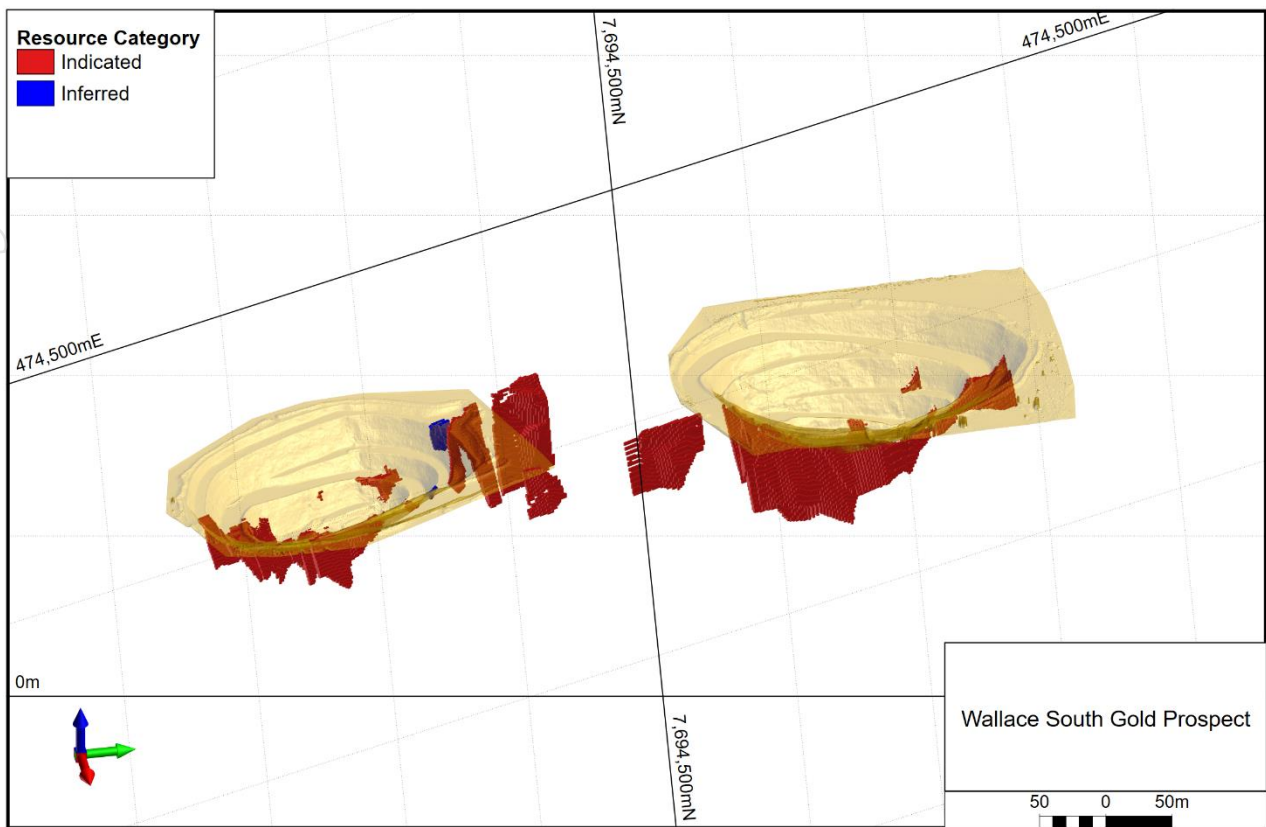 Resource Category
Indicated
Inferred
7,694,500mN
474,500mE
474,500mE
0m
7,694,500mN
Wallace South Gold Prospect
50 0 50m